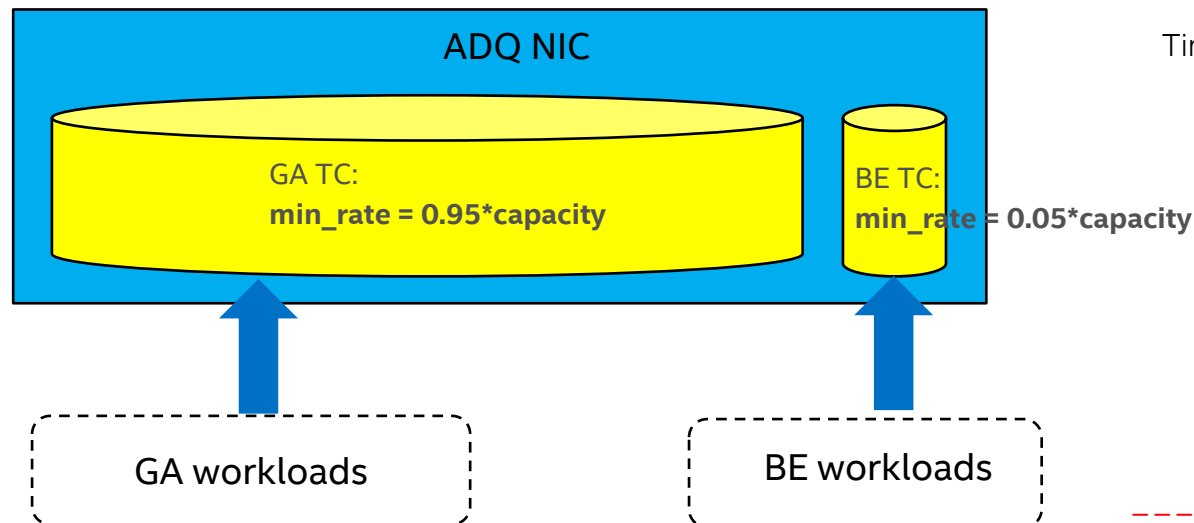 ADQ NIC
GA TC:
min_rate = 0.95*capacity
BE TC:
min_rate = 0.05*capacity
GA workloads
BE workloads